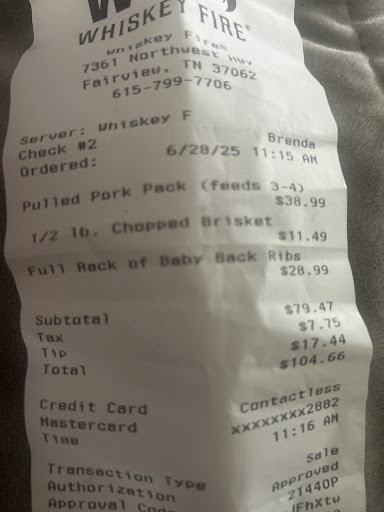 WHISKEY FIRE®
Whiskey Fires
7361 Northwest Hwy
Fairview, TN 37062
615-799-7706
Server: Whiskey F
Check #2 Brenda
Ordered: 6/28/25 11:15 AM
Pulled Pork Pack (feeds 3-4)
$38.99
1/2 lb. Chopped Brisket
$11.49
Full Rack of Baby Back Ribs
$28.99
Subtotal $79.47
Tax $7.75
Tip $17.44
Total $104.66
Credit Card Contactless
Mastercard xxxxxxxx2882
Time 11:16 AM
Transaction Type Sale
Authorization Approved
Approval Code 21440P